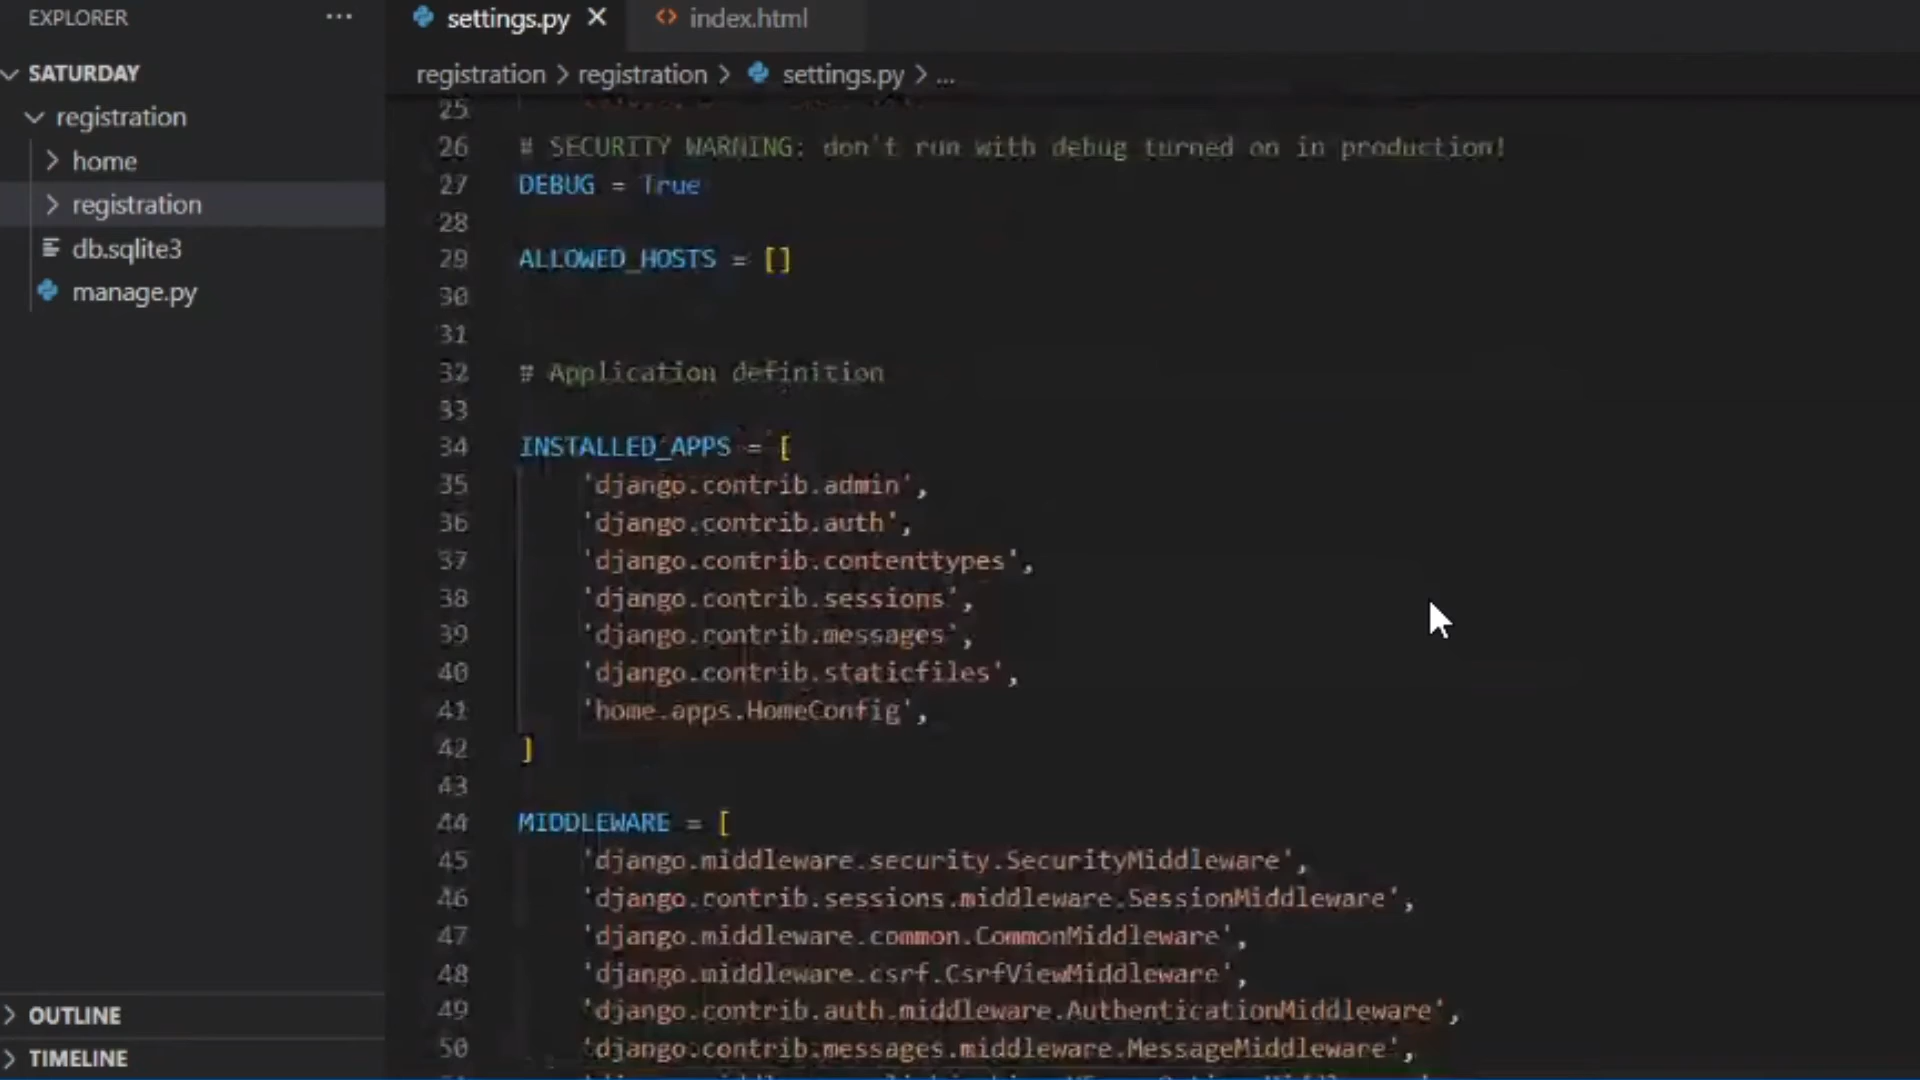 EXPLORER ...
SATURDAY
registration
home
registration
db.sqlite3
manage.py
OUTLINE
TIMELINE
settings.py index.html
registration > registration > settings.py > ...
25
26 # SECURITY WARNING: don't run with debug turned on in production!
27 DEBUG = True
28
29 ALLOWED_HOSTS = []
30
31
32 # Application definition
33
34 INSTALLED_APPS = [
35 'django.contrib.admin',
36 'django.contrib.auth',
37 'django.contrib.contenttypes',
38 'django.contrib.sessions',
39 'django.contrib.messages',
40 'django.contrib.staticfiles',
41 'home.apps.HomeConfig',
42 ]
43
44 MIDDLEWARE = [
45 'django.middleware.security.SecurityMiddleware',
46 'django.contrib.sessions.middleware.SessionMiddleware',
47 'django.middleware.common.CommonMiddleware',
48 'django.middleware.csrf.CsrfViewMiddleware',
49 'django.contrib.auth.middleware.AuthenticationMiddleware',
50 'django.contrib.messages.middleware.MessageMiddleware',